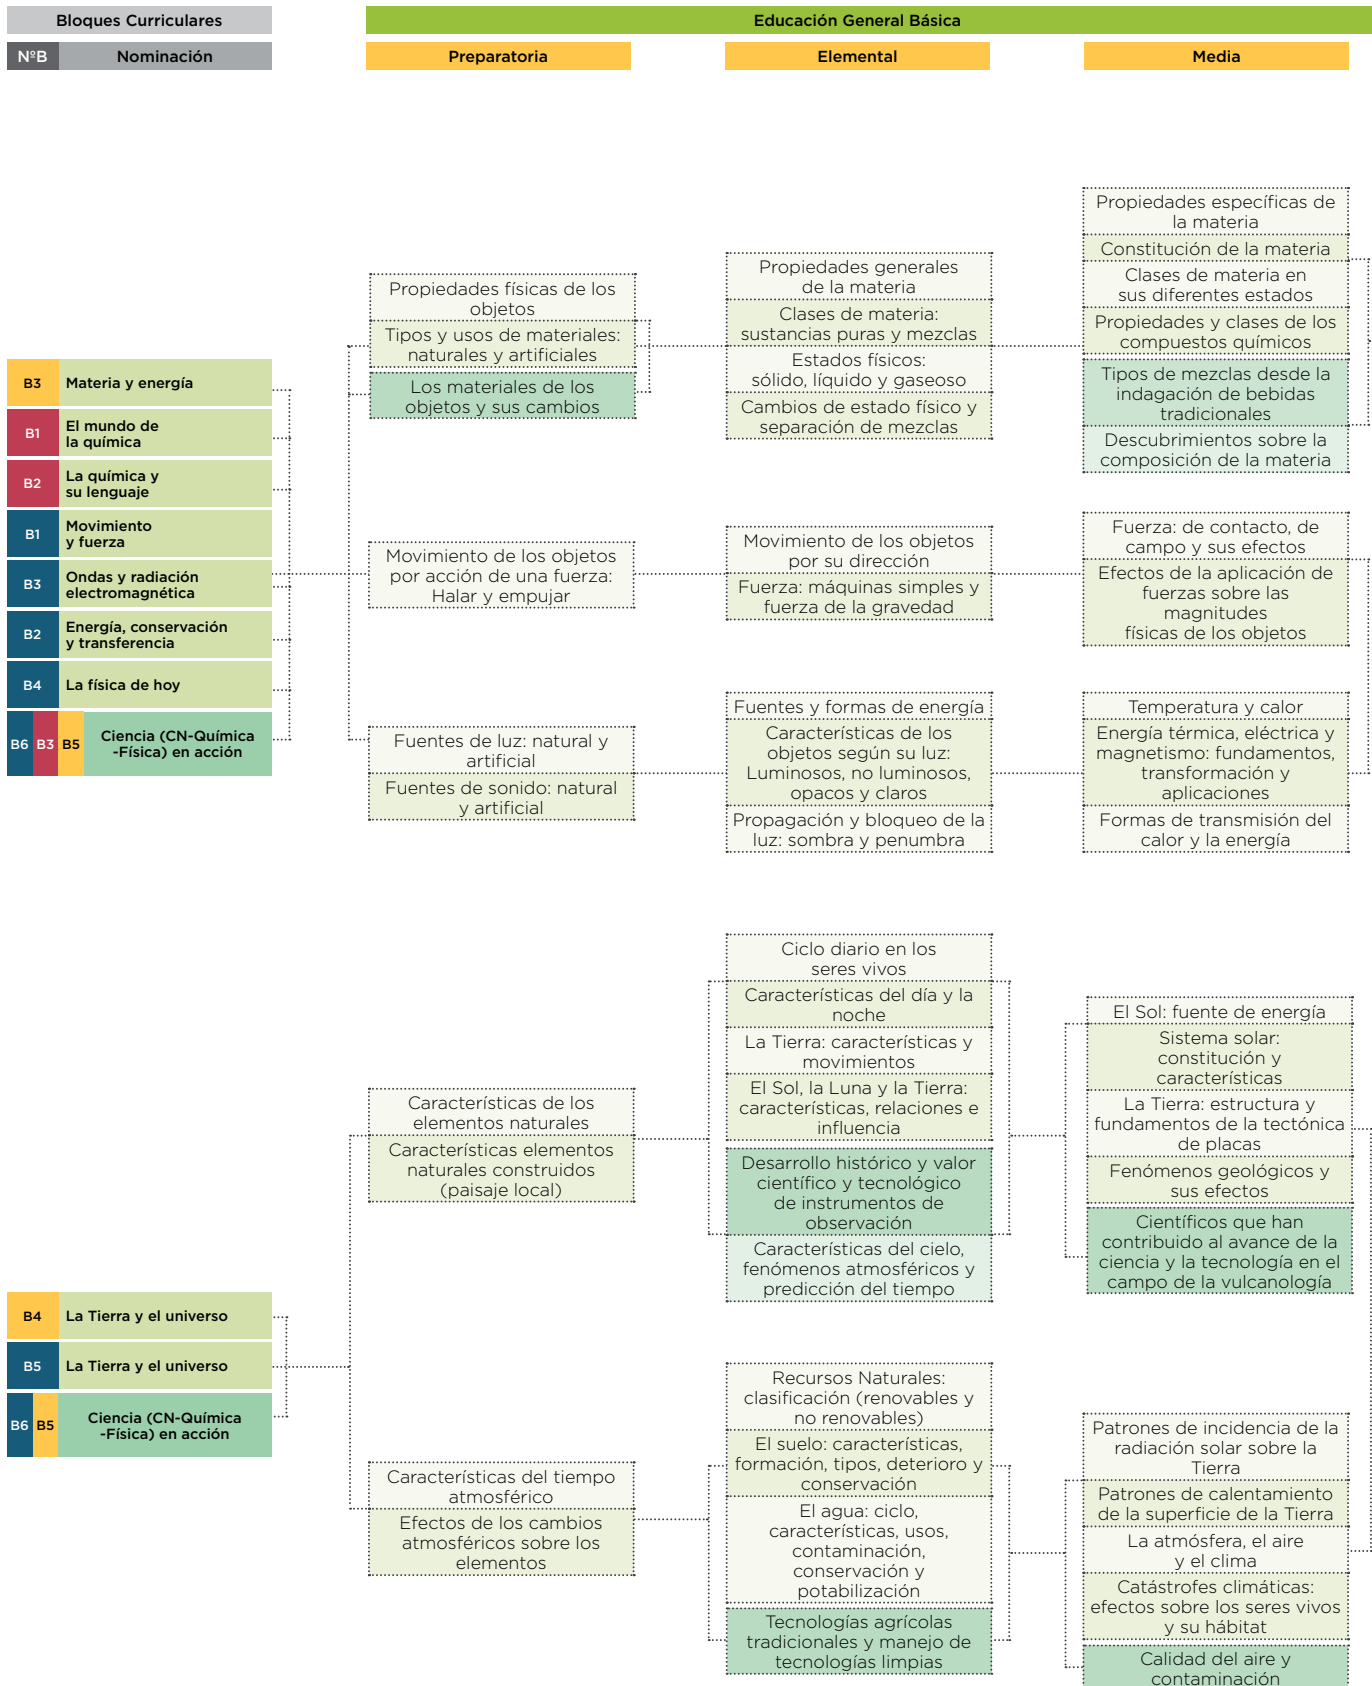 Bloques Curriculares
Educación General Básica
NºB
Nominación
Preparatoria
Elemental
Media
B3
Materia y energía
B1
El mundo de
la química
B2
La química y
su lenguaje
B1
Movimiento
y fuerza
B3
Ondas y radiación
electromagnética
B2
Energía, conservación
y transferencia
B4
La física de hoy
B6
B3
B5
Ciencia (CN-Química
-Física) en acción
Propiedades físicas de los
objetos
Tipos y usos de materiales:
naturales y artificiales
Los materiales de los
objetos y sus cambios
Propiedades generales
de la materia
Clases de materia:
sustancias puras y mezclas
Estados físicos:
sólido, líquido y gaseoso
Cambios de estado físico y
separación de mezclas
Propiedades específicas de
la materia
Constitución de la materia
Clases de materia en
sus diferentes estados
Propiedades y clases de los
compuestos químicos
Tipos de mezclas desde la
indagación de bebidas
tradicionales
Descubrimientos sobre la
composición de la materia
Movimiento de los objetos
por acción de una fuerza:
Halar y empujar
Movimiento de los objetos
por su dirección
Fuerza: máquinas simples y
fuerza de la gravedad
Fuerza: de contacto, de
campo y sus efectos
Efectos de la aplicación de
fuerzas sobre las
magnitudes
físicas de los objetos
Fuentes de luz: natural y
artificial
Fuentes de sonido: natural
y artificial
Fuentes y formas de energía
Características de los
objetos según su luz:
Luminosos, no luminosos,
opacos y claros
Propagación y bloqueo de la
luz: sombra y penumbra
Temperatura y calor
Energía térmica, eléctrica y
magnetismo: fundamentos,
transformación y
aplicaciones
Formas de transmisión del
calor y la energía
B4
La Tierra y el universo
B5
La Tierra y el universo
B6
B5
Ciencia (CN-Química
-Física) en acción
Características de los
elementos naturales
Características elementos
naturales construidos
(paisaje local)
Ciclo diario en los
seres vivos
Características del día y la
noche
La Tierra: características y
movimientos
El Sol, la Luna y la Tierra:
características, relaciones e
influencia
Desarrollo histórico y valor
científico y tecnológico
de instrumentos de
observación
Características del cielo,
fenómenos atmosféricos y
predicción del tiempo
El Sol: fuente de energía
Sistema solar:
constitución y
características
La Tierra: estructura y
fundamentos de la tectónica
de placas
Fenómenos geológicos y
sus efectos
Científicos que han
contribuido al avance de la
ciencia y la tecnología en el
campo de la vulcanología
Características del tiempo
atmosférico
Efectos de los cambios
atmosféricos sobre los
elementos
Recursos Naturales:
clasificación (renovables y
no renovables)
El suelo: características,
formación, tipos, deterioro y
conservación
El agua: ciclo,
características, usos,
contaminación,
conservación y
potabilización
Tecnologías agrícolas
tradicionales y manejo de
tecnologías limpias
Patrones de incidencia de la
radiación solar sobre la
Tierra
Patrones de calentamiento
de la superficie de la Tierra
La atmósfera, el aire
y el clima
Catástrofes climáticas:
efectos sobre los seres vivos
y su hábitat
Calidad del aire y
contaminación